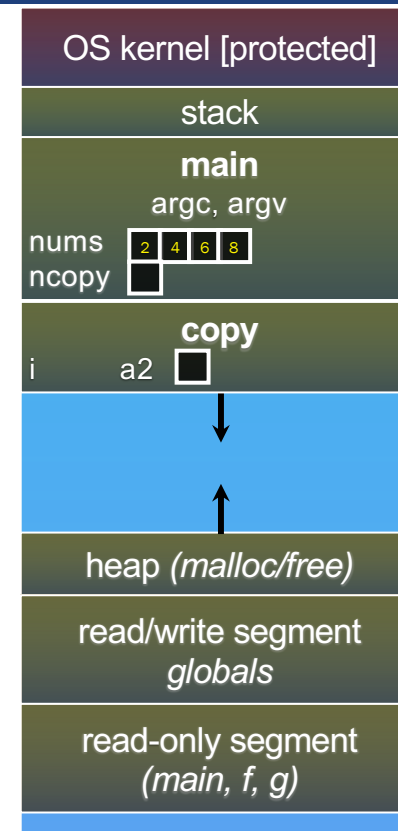 OS kernel [protected]
stack
main
argc, argv
nums 2 4 6 8
ncopy
copy
i a2
heap (malloc/free)
read/write segment
globals
read-only segment
(main, f, g)